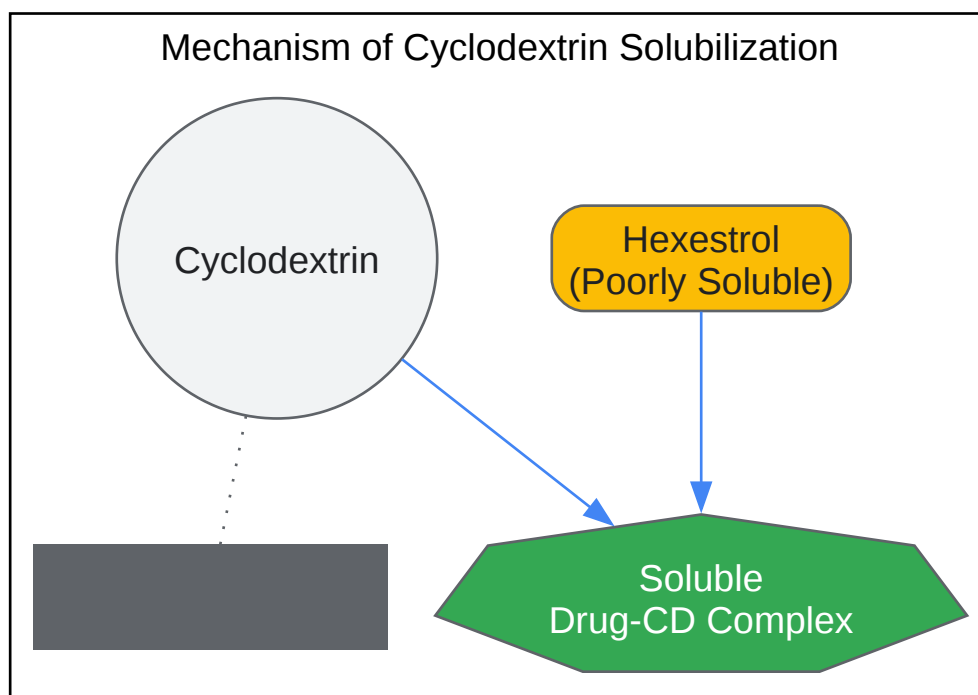 Mechanism of Cyclodextrin Solubilization
Cyclodextrin
Hexestrol
(Poorly Soluble)
Soluble
Drug-CD Complex